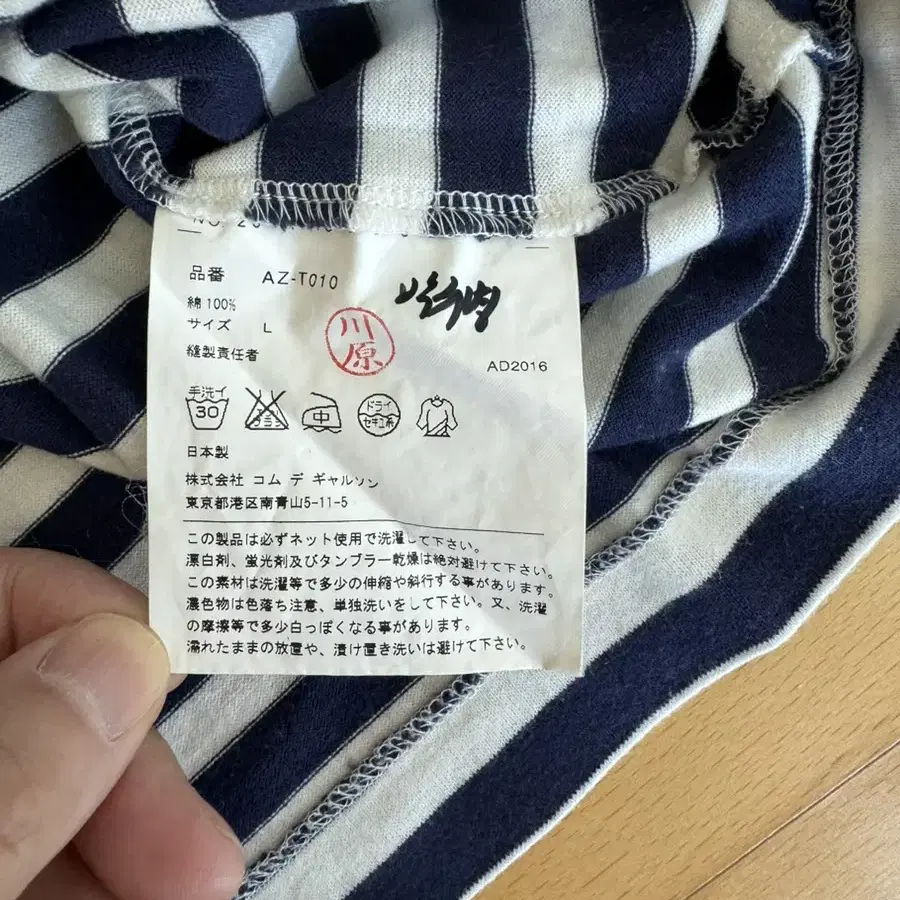 品番 AZ-T010
綿 100%
サイズ L
縫製責任者
川原
AD2016
手洗イ
30
エンソサラシ
中
ドライ
セキユ系
日本製
株式会社 コム デ ギャルソン
東京都港区南青山5-11-5
この製品は必ずネット使用で洗濯して下さい。
漂白剤、蛍光剤及びタンブラー乾燥は絶対避けて下さい。
この素材は洗濯等で多少の伸縮や斜行する事があります。
濃色物は色落ち注意、単独洗いをして下さい。又、洗濯
の摩擦等で多少白っぽくなる事があります。
濡れたままの放置や、漬け置き洗いは避けて下さい。